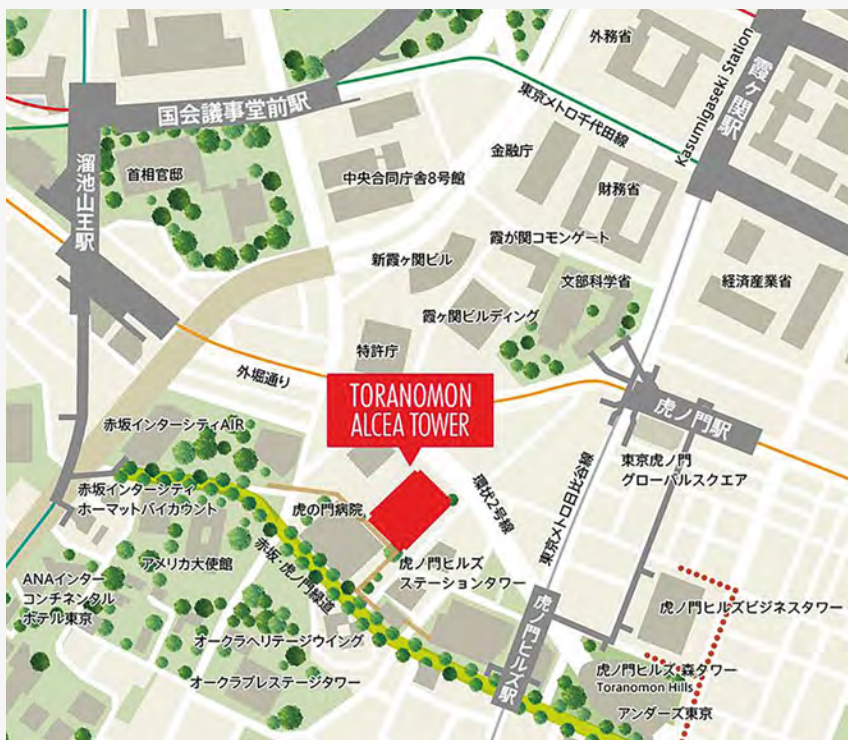 外務省
霞ヶ関駅
Kasumigaseki Station
国会議事堂前駅
東京メトロ千代田線
溜池山王駅
首相官邸
中央合同庁舎8号館
金融庁
財務省
霞が関コモンゲート
新霞ヶ関ビル
文部科学省
経済産業省
霞ヶ関ビルディング
特許庁
外堀通り
TORANOMON
ALCEA TOWER
虎ノ門駅
赤坂インターシティAIR
東京虎ノ門
グローバルスクエア
環状2号線
東京メトロ日比谷線
赤坂インターシティ
ホーマットバイカウント
虎の門病院
赤坂・虎ノ門緑道
アメリカ大使館
虎ノ門ヒルズ
ステーションタワー
ANAインター
コンチネンタル
ホテル東京
虎ノ門ヒルズ駅
虎ノ門ヒルズビジネスタワー
オークラヘリテージウイング
オークラプレステージタワー
虎ノ門ヒルズ 森タワー
Toranomon Hills
アンダーズ東京